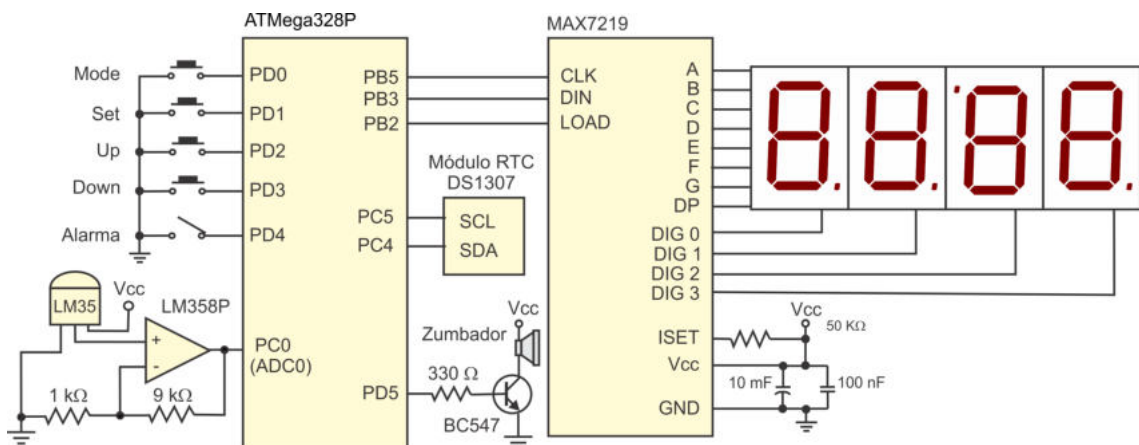 ATMega328P
MAX7219
Mode
Set
Up
Down
Alarma
PD0
PD1
PD2
PD3
PD4
PB5
PB3
PB2
CLK
DIN
LOAD
A
B
C
D
E
F
G
DP
DIG 0
DIG 1
DIG 2
DIG 3
Módulo RTC
DS1307
PC5
PC4
SCL
SDA
LM35
Vcc
LM358P
+
-
PC0
(ADC0)
1 kΩ
9 kΩ
Zumbador
Vcc
PD5
330 Ω
BC547
ISET
Vcc
GND
Vcc
50 KΩ
10 mF
100 nF